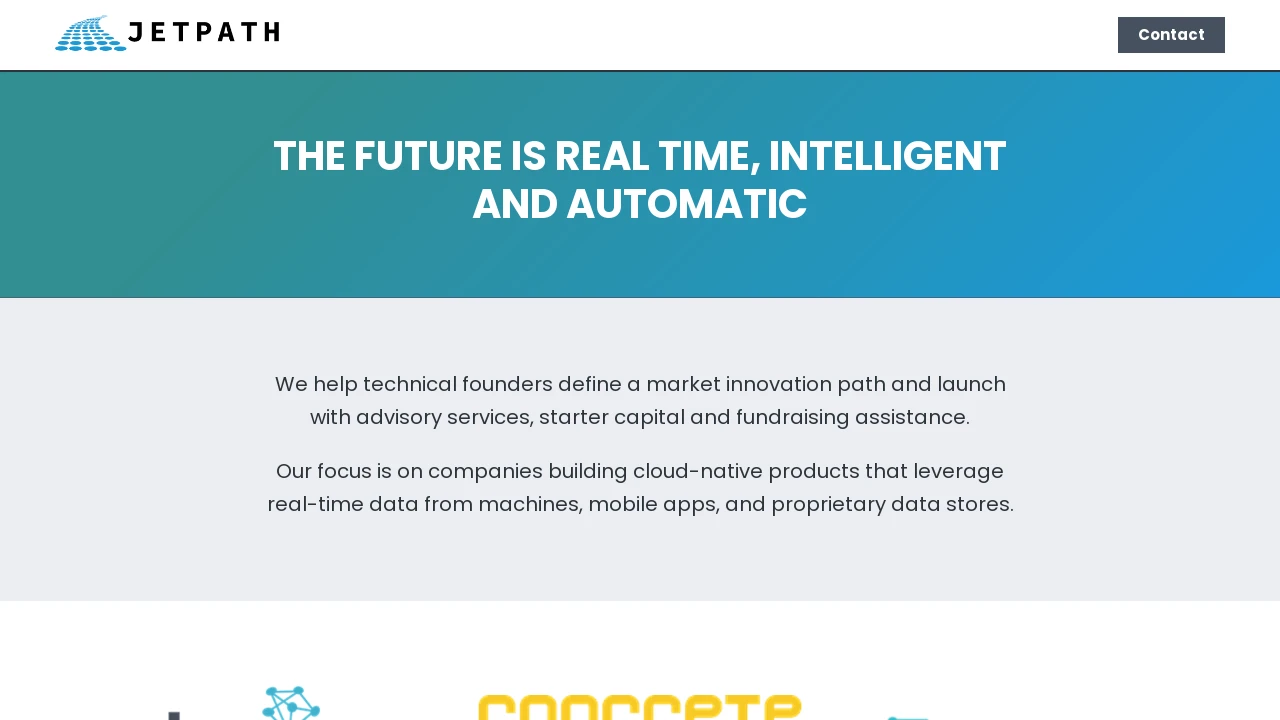 JETPATH
Contact
THE FUTURE IS REAL TIME, INTELLIGENT
AND AUTOMATIC
We help technical founders define a market innovation path and launch
with advisory services, starter capital and fundraising assistance.
Our focus is on companies building cloud-native products that leverage
real-time data from machines, mobile apps, and proprietary data stores.